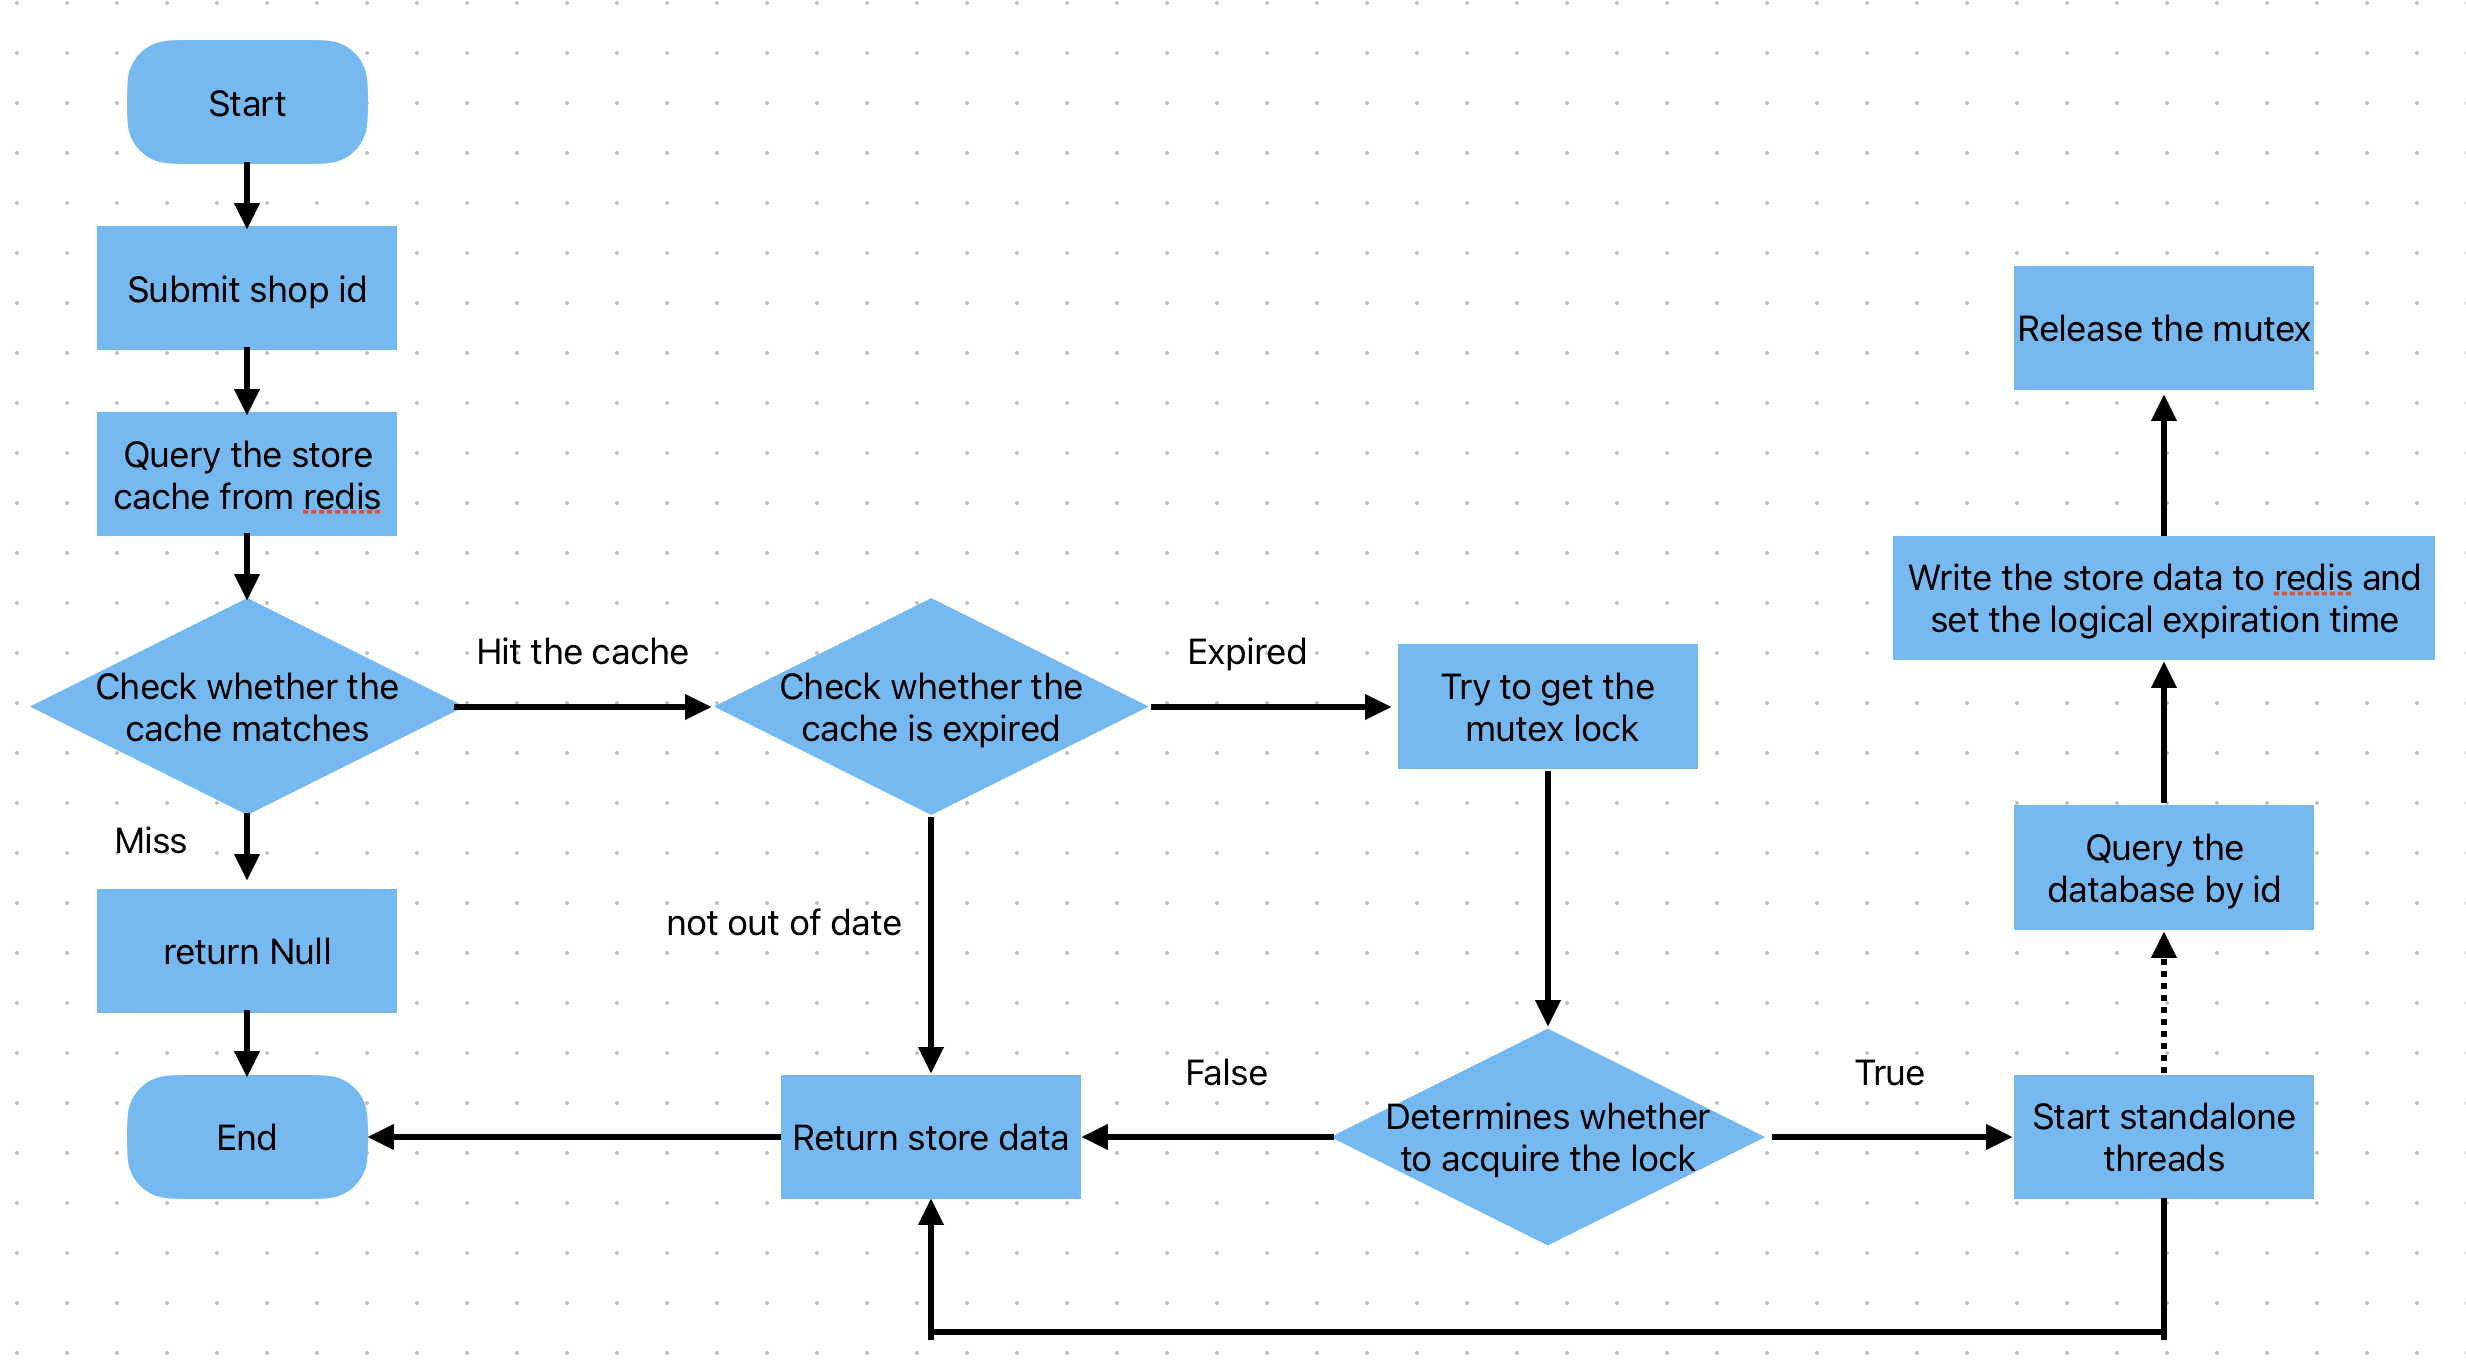 Start
Submit shop id
Query the store
cache from redis
Check whether the
cache matches
Hit the cache
Miss
return Null
End
Check whether the
cache is expired
Expired
not out of date
Return store data
Try to get the
mutex lock
Determines whether
to acquire the lock
False
True
Start standalone
threads
Query the
database by id
Write the store data to redis and
set the logical expiration time
Release the mutex